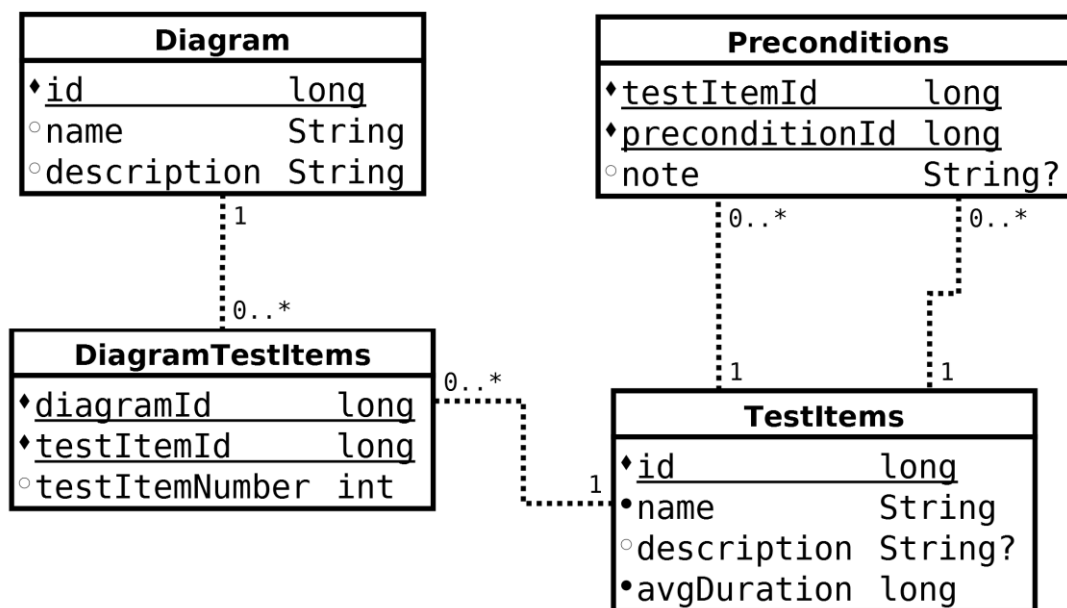 Diagram
id long
name String
description String
1
0..*
Preconditions
testItemId long
preconditionId long
note String?
0..*
0..*
1
1
DiagramTestItems
diagramId long
testItemId long
testItemNumber int
0..*
1
TestItems
id long
name String
description String?
avgDuration long